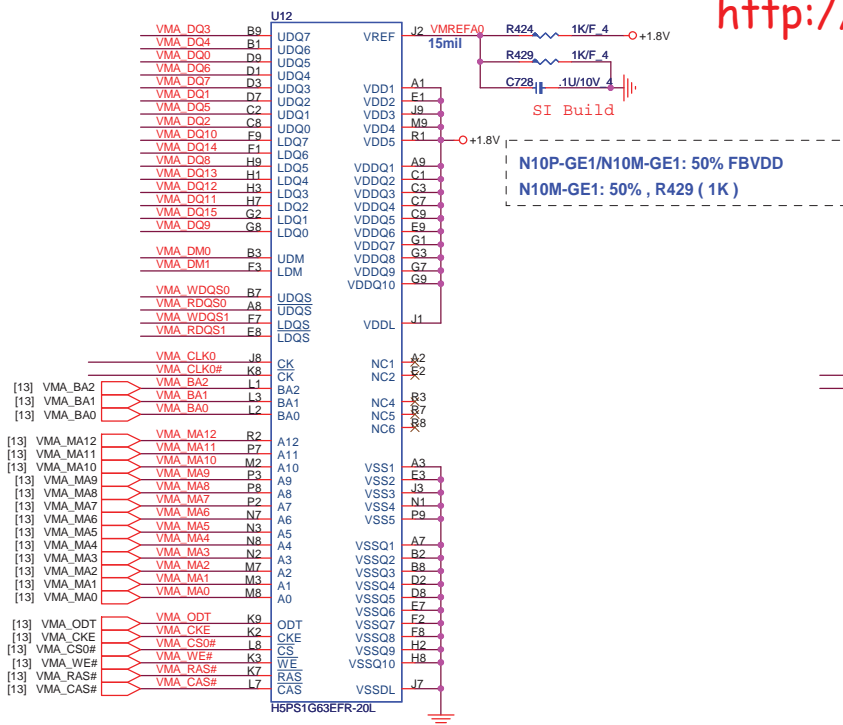 http://
U12
VMA_DQ3 B9 UDQ7
VMA_DQ4 B1 UDQ6
VMA_DQ0 D9 UDQ5
VMA_DQ6 D1 UDQ4
VMA_DQ7 D3 UDQ3
VMA_DQ1 D7 UDQ2
VMA_DQ5 C2 UDQ1
VMA_DQ2 C8 UDQ0
VMA_DQ10 F9 LDQ7
VMA_DQ14 F1 LDQ6
VMA_DQ8 H9 LDQ5
VMA_DQ13 H1 LDQ4
VMA_DQ12 H3 LDQ3
VMA_DQ11 H7 LDQ2
VMA_DQ15 G2 LDQ1
VMA_DQ9 G8 LDQ0
VMA_DM0 B3 UDM
VMA_DM1 F3 LDM
VMA_WDQS0 B7 UDQS
VMA_RDQS0 A8 UDQS
VMA_WDQS1 F7 LDQS
VMA_RDQS1 E8 LDQS
VMA_CLK0 J8 CK
VMA_CLK0# K8 CK
[13] VMA_BA2 VMA_BA2 L1 BA2
[13] VMA_BA1 VMA_BA1 L3 BA1
[13] VMA_BA0 VMA_BA0 L2 BA0
[13] VMA_MA12 VMA_MA12 R2 A12
[13] VMA_MA11 VMA_MA11 P7 A11
[13] VMA_MA10 VMA_MA10 M2 A10
[13] VMA_MA9 VMA_MA9 P3 A9
[13] VMA_MA8 VMA_MA8 P8 A8
[13] VMA_MA7 VMA_MA7 P2 A7
[13] VMA_MA6 VMA_MA6 N7 A6
[13] VMA_MA5 VMA_MA5 N3 A5
[13] VMA_MA4 VMA_MA4 N8 A4
[13] VMA_MA3 VMA_MA3 N2 A3
[13] VMA_MA2 VMA_MA2 M7 A2
[13] VMA_MA1 VMA_MA1 M3 A1
[13] VMA_MA0 VMA_MA0 M8 A0
[13] VMA_ODT VMA_ODT K9 ODT
[13] VMA_CKE VMA_CKE K2 CKE
[13] VMA_CS0# VMA_CS0# L8 CS
[13] VMA_WE# VMA_WE# K3 WE
[13] VMA_RAS# VMA_RAS# K7 RAS
[13] VMA_CAS# VMA_CAS# L7 CAS
H5PS1G63EFR-20L
VREF J2 VMREFA0 R424 1K/F_4 +1.8V
15mil
R429 1K/F_4
C728 .1U/10V_4
SI Build
VDD1 A1
VDD2 E1
VDD3 J9
VDD4 M9
VDD5 R1 +1.8V
VDDQ1 A9
VDDQ2 C1
VDDQ3 C3
VDDQ4 C7
VDDQ5 C9
VDDQ6 E9
VDDQ7 G1
VDDQ8 G3
VDDQ9 G7
VDDQ10 G9
VDDL J1
NC1 A2
NC2 E2
NC4 R3
NC5 R7
NC6 R8
VSS1 A3
VSS2 E3
VSS3 J3
VSS4 N1
VSS5 P9
VSSQ1 A7
VSSQ2 B2
VSSQ3 B8
VSSQ4 D2
VSSQ5 D8
VSSQ6 E7
VSSQ7 F2
VSSQ8 F8
VSSQ9 H2
VSSQ10 H8
VSSDL J7
N10P-GE1/N10M-GE1: 50% FBVDD
N10M-GE1: 50% , R429 ( 1K )